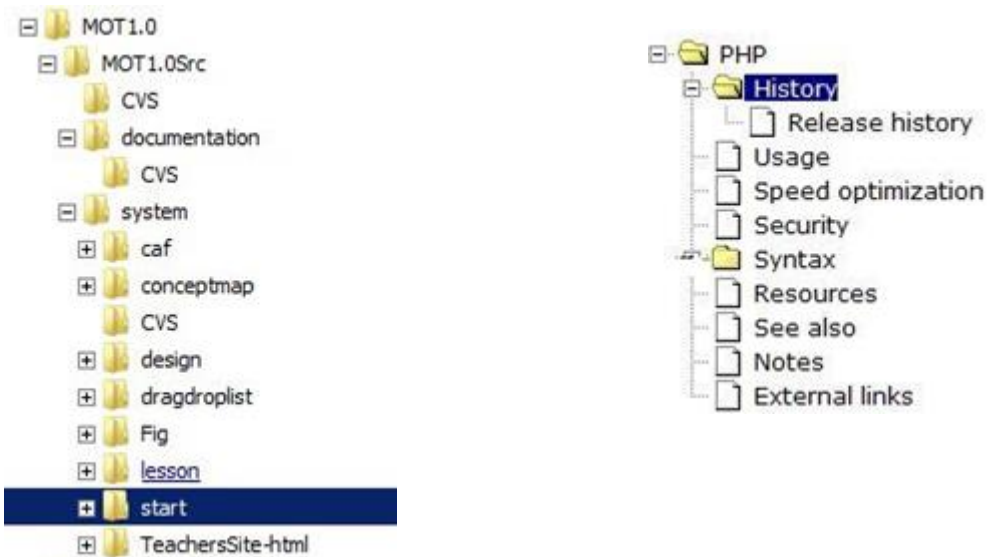 MOT1.0
MOT1.0Src
CVS
documentation
CVS
system
caf
conceptmap
CVS
design
dragdroplist
Fig
lesson
start
TeachersSite-html
PHP
History
Release history
Usage
Speed optimization
Security
Syntax
Resources
See also
Notes
External links